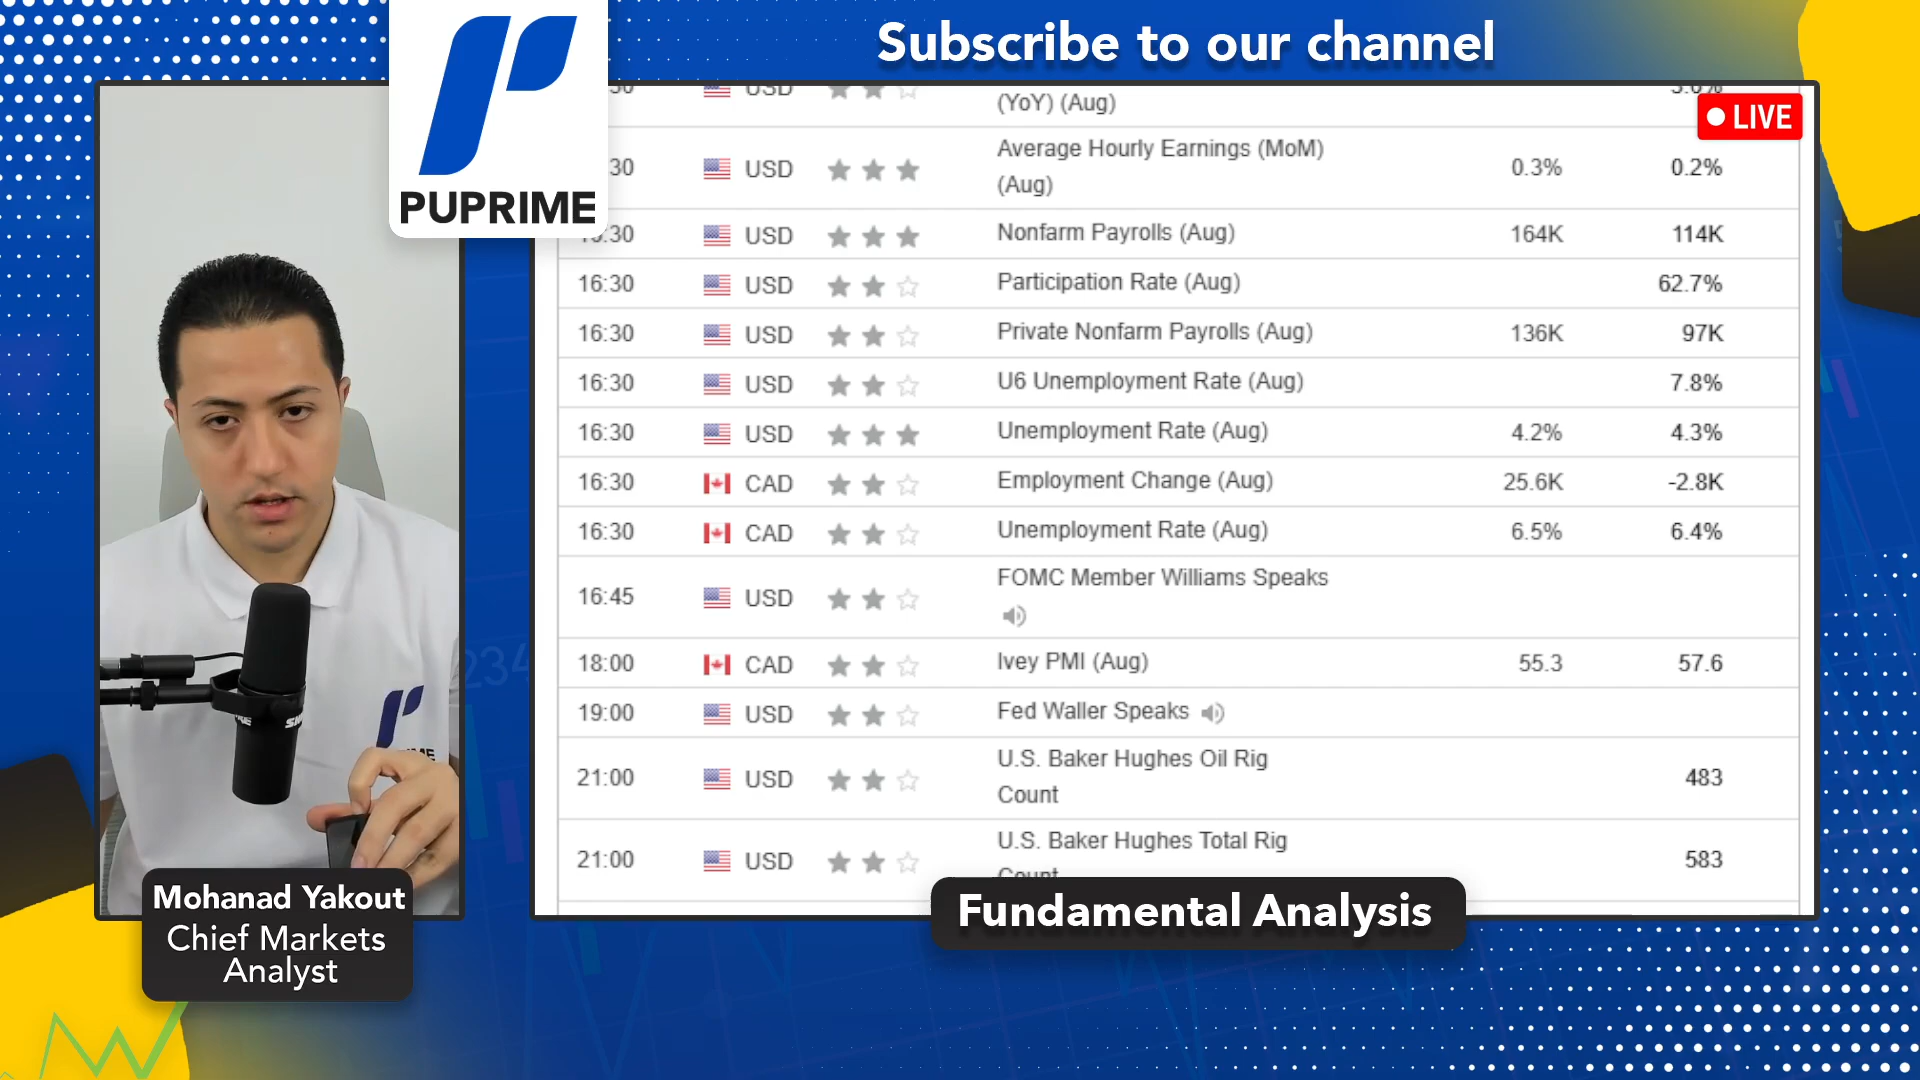 Subscribe to our channel
PUPRIME
LIVE
USD (YoY) (Aug)
30 USD Average Hourly Earnings (MoM) (Aug) 0.3% 0.2%
:30 USD Nonfarm Payrolls (Aug) 164K 114K
16:30 USD Participation Rate (Aug) 62.7%
16:30 USD Private Nonfarm Payrolls (Aug) 136K 97K
16:30 USD U6 Unemployment Rate (Aug) 7.8%
16:30 USD Unemployment Rate (Aug) 4.2% 4.3%
16:30 CAD Employment Change (Aug) 25.6K -2.8K
16:30 CAD Unemployment Rate (Aug) 6.5% 6.4%
16:45 USD FOMC Member Williams Speaks
18:00 CAD Ivey PMI (Aug) 55.3 57.6
19:00 USD Fed Waller Speaks
21:00 USD U.S. Baker Hughes Oil Rig Count 483
21:00 USD U.S. Baker Hughes Total Rig Count 583
Fundamental Analysis
Mohanad Yakout
Chief Markets
Analyst